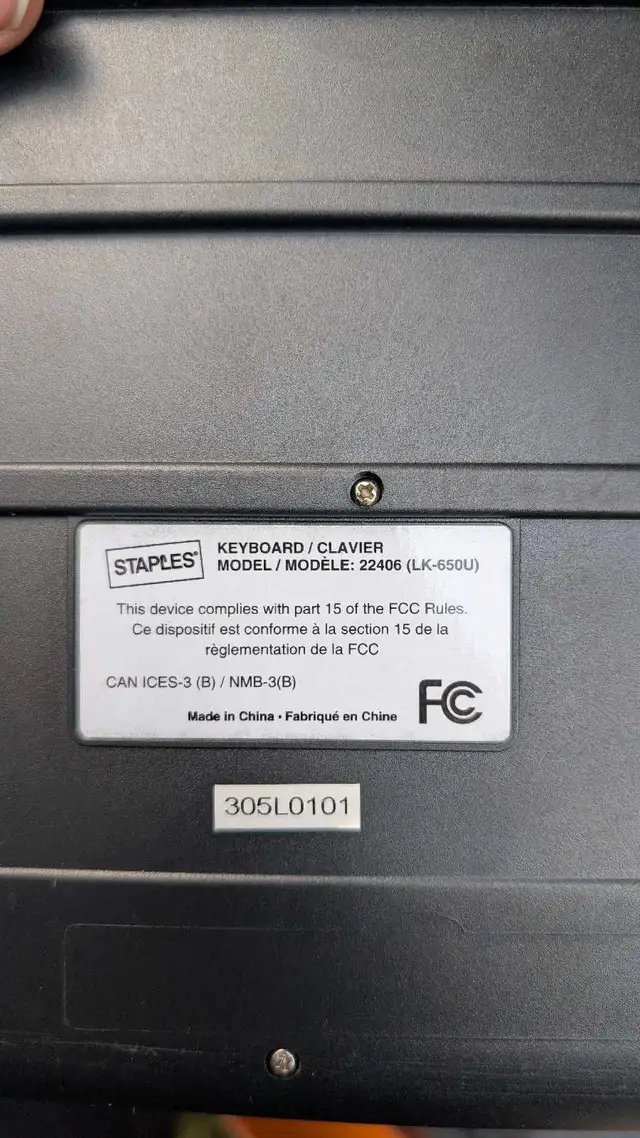 STAPLES®
KEYBOARD / CLAVIER
MODEL / MODÈLE: 22406 (LK-650U)
This device complies with part 15 of the FCC Rules.
Ce dispositif est conforme à la section 15 de la
règlementation de la FCC
CAN ICES-3 (B) / NMB-3(B)
FC
Made in China • Fabriqué en Chine
305L0101